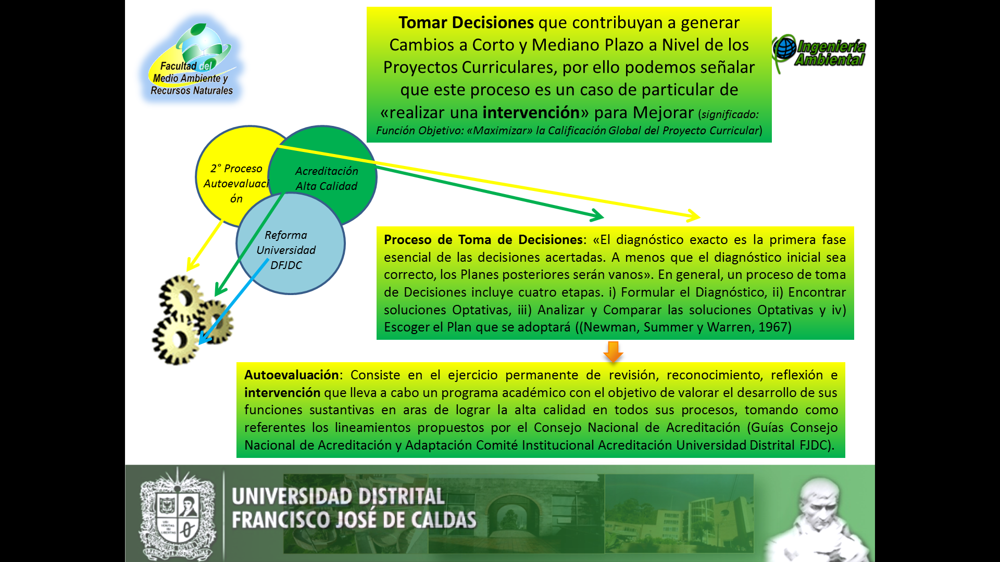 Tomar Decisiones que contribuyan a generar
Cambios a Corto y Mediano Plazo a Nivel de los
Proyectos Curriculares, por ello podemos señalar
que este proceso es un caso de particular de
«realizar una intervención» para Mejorar (significado:
Función Objetivo: «Maximizar» la Calificación Global del Proyecto Curricular)
Facultad del
Medio Ambiente y
Recursos Naturales
Ingeniería
Ambiental
2° Proceso
Autoevaluaci
ón
Acreditación
Alta Calidad
Reforma
Universidad
DFJDC
Proceso de Toma de Decisiones: «El diagnóstico exacto es la primera fase
esencial de las decisiones acertadas. A menos que el diagnóstico inicial sea
correcto, los Planes posteriores serán vanos». En general, un proceso de toma
de Decisiones incluye cuatro etapas. i) Formular el Diagnóstico, ii) Encontrar
soluciones Optativas, iii) Analizar y Comparar las soluciones Optativas y iv)
Escoger el Plan que se adoptará ((Newman, Summer y Warren, 1967)
Autoevaluación: Consiste en el ejercicio permanente de revisión, reconocimiento, reflexión e
intervención que lleva a cabo un programa académico con el objetivo de valorar el desarrollo de sus
funciones sustantivas en aras de lograr la alta calidad en todos sus procesos, tomando como
referentes los lineamientos propuestos por el Consejo Nacional de Acreditación (Guías Consejo
Nacional de Acreditación y Adaptación Comité Institucional Acreditación Universidad Distrital FJDC).
UNIVERSIDAD DISTRITAL
FRANCISCO JOSÉ DE CALDAS